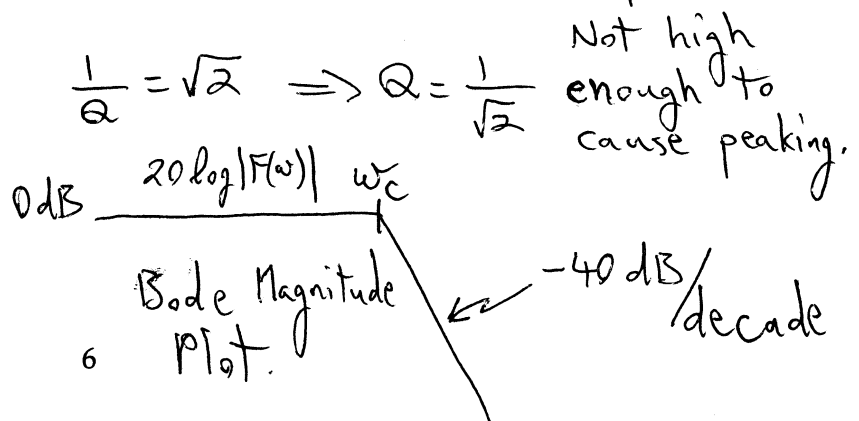 1/Q = √2 ⟹ Q = 1/√2
Not high
enough to
cause peaking.
0dB 20log|F(ω)| ωc
Bode Magnitude
Plot.
-40 dB/decade
6